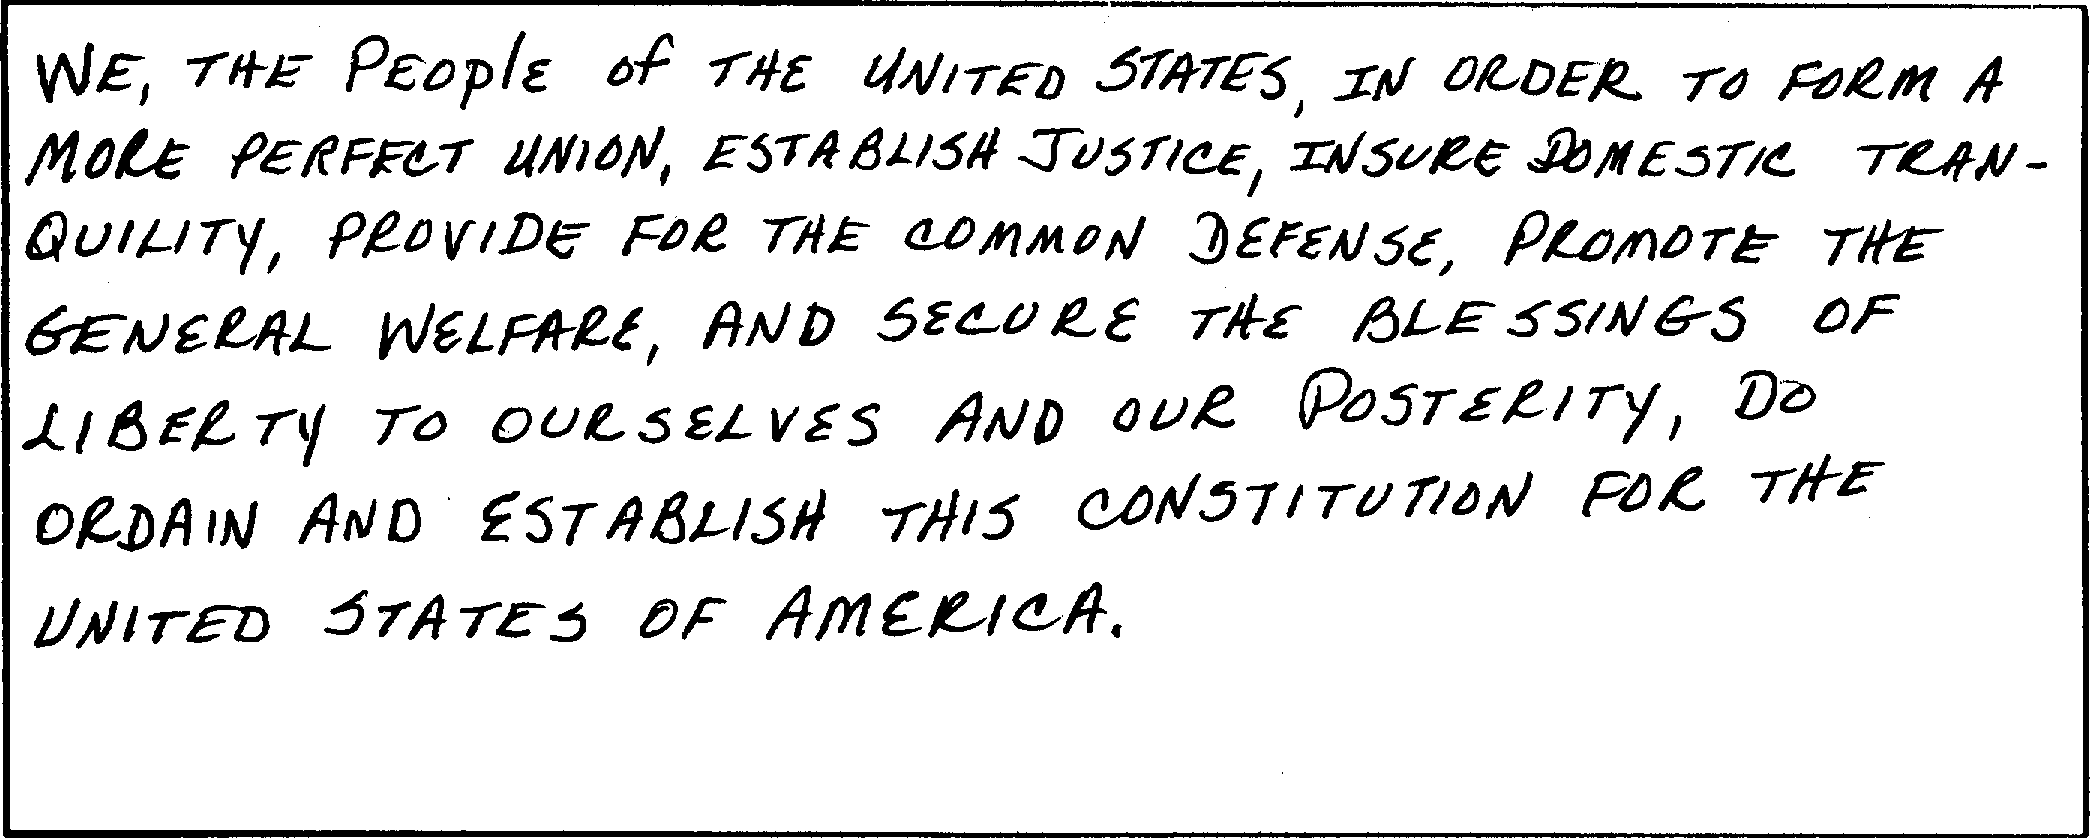 WE, THE PEOplE of THE UNITED STATES, IN ORDER TO FORM A
MORE PERFECT UNION, ESTABLISH JUSTICE, INSURE DOMESTIC TRAN-
QUILITY, PROVIDE FOR THE COMMON DEFENSE, PROMOTE THE
GENERAL WELFARE, AND SECURE THE BLESSINGS OF
LIBERTY TO OURSELVES AND OUR POSTERITY, DO
ORDAIN AND ESTABLISH THIS CONSTITUTION FOR THE
UNITED STATES OF AMERICA.